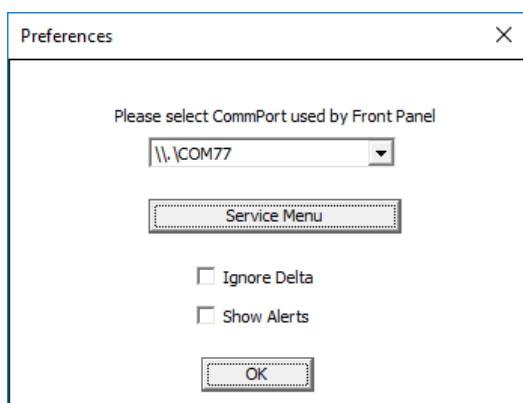 Preferences
Please select CommPort used by Front Panel
\\.\COM77
Service Menu
Ignore Delta
Show Alerts
OK